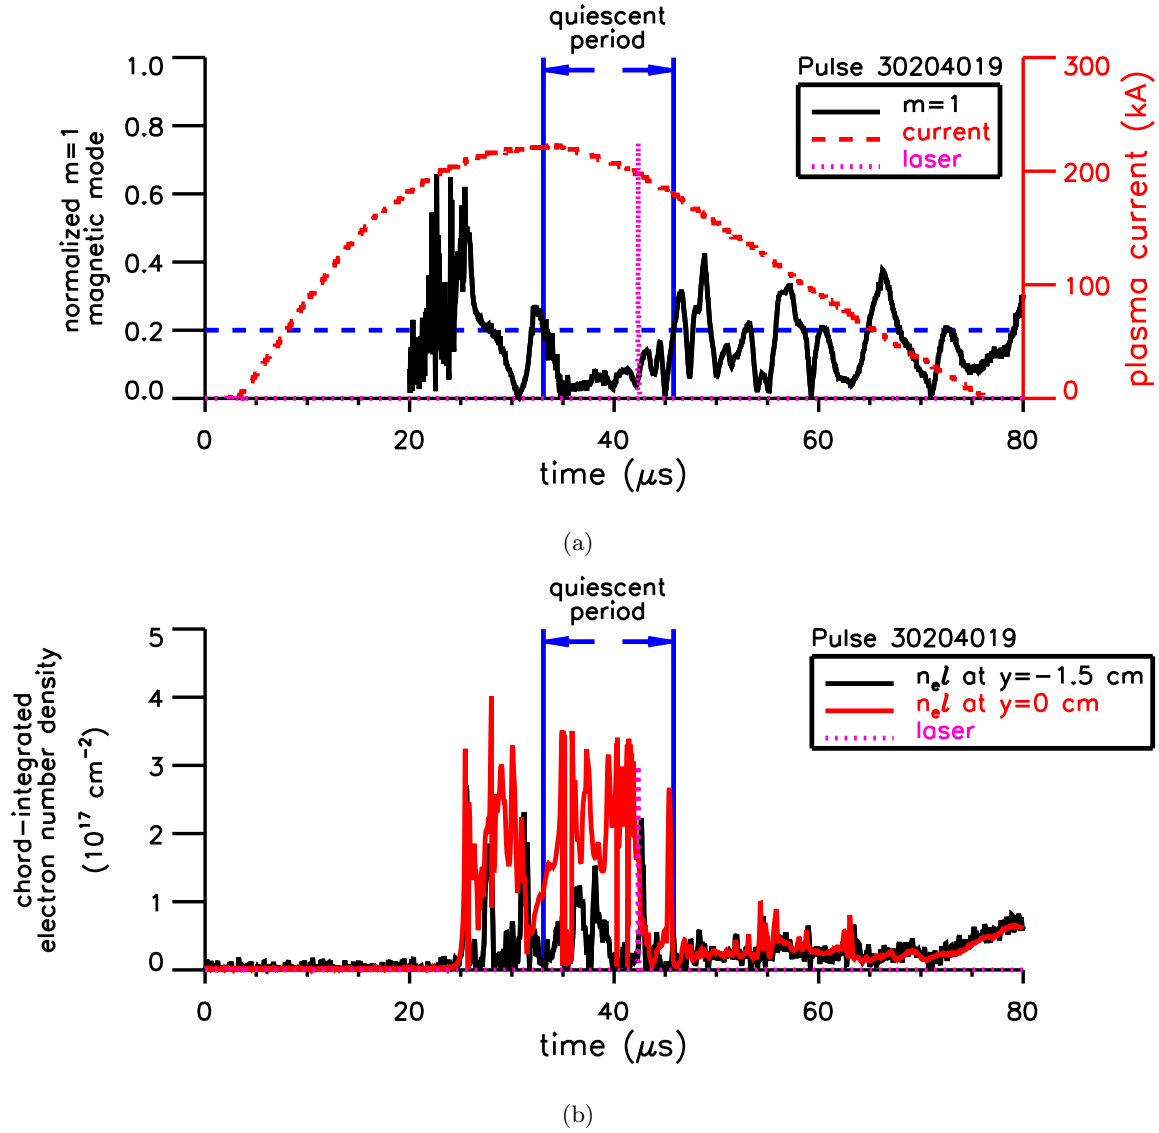 quiescent
period
Pulse 30204019
m=1
current
laser
normalized m=1
magnetic mode
1.0
0.8
0.6
0.4
0.2
0.0
300
200
100
0
plasma current (kA)
0 20 40 60 80
time (μs)
(a)
quiescent
period
Pulse 30204019
nₑl at y=−1.5 cm
nₑl at y=0 cm
laser
chord−integrated
electron number density
(10¹⁷ cm⁻²)
5
4
3
2
1
0
0 20 40 60 80
time (μs)
(b)